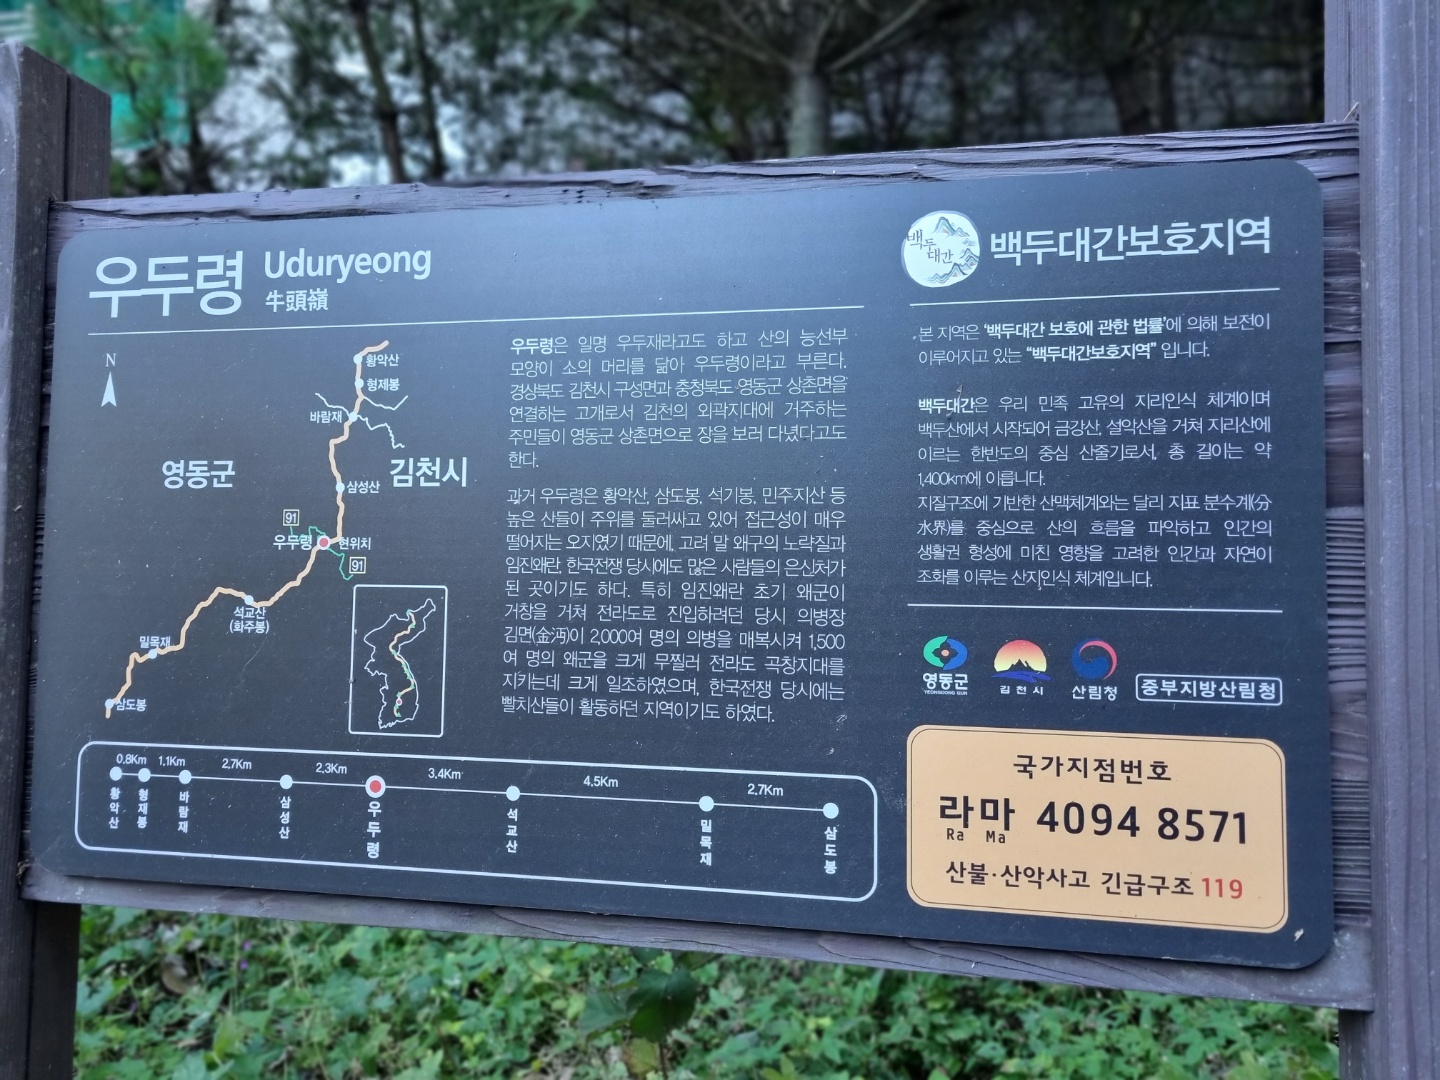 우두령 Uduryeong
牛頭嶺
N
황악산
형제봉
바람재
영동군
김천시
삼성산
91
우두령
현위치
91
석교산
(화주봉)
밀목재
삼도봉
우두령은 일명 우두재라고도 하고 산의 능선부
모양이 소의 머리를 닮아 우두령이라고 부른다.
경상북도 김천시 구성면과 충청북도 영동군 상촌면을
연결하는 고개로서 김천의 외곽지대에 거주하는
주민들이 영동군 상촌면으로 장을 보러 다녔다고도
한다.
과거 우두령은 황악산, 삼도봉, 석기봉, 민주지산 등
높은 산들이 주위를 둘러싸고 있어 접근성이 매우
떨어지는 오지였기 때문에, 고려 말 왜구의 노략질과
임진왜란, 한국전쟁 당시에도 많은 사람들의 은신처가
된 곳이기도 하다. 특히 임진왜란 초기 왜군이
거창을 거쳐 전라도로 진입하려던 당시 의병장
김면(金沔)이 2,000여 명의 의병을 매복시켜 1,500
여 명의 왜군을 크게 무찔러 전라도 곡창지대를
지키는데 크게 일조하였으며, 한국전쟁 당시에는
빨치산들이 활동하던 지역이기도 하였다.
0.8Km 1.1Km 2.7Km 2.3Km 3.4Km 4.5Km 2.7Km
황악산 형재봉 바람재 삼성산 우두령 석교산 밀목재 삼도봉
백두대간
백두대간보호지역
본 지역은 '백두대간 보호에 관한 법률'에 의해 보전이
이루어지고 있는 “백두대간보호지역” 입니다.
백두대간은 우리 민족 고유의 지리인식 체계이며
백두산에서 시작되어 금강산, 설악산을 거쳐 지리산에
이르는 한반도의 중심 산줄기로서, 총 길이는 약
1,400km에 이릅니다.
지질구조에 기반한 산맥체계와는 달리 지표 분수계(分
水界)를 중심으로 산의 흐름을 파악하고 인간의
생활권 형성에 미친 영향을 고려한 인간과 자연이
조화를 이루는 산지인식 체계입니다.
영동군 김천시 산림청 중부지방산림청
YEONGDONG GUN
국가지점번호
라마 4094 8571
Ra Ma
산불·산악사고 긴급구조 119